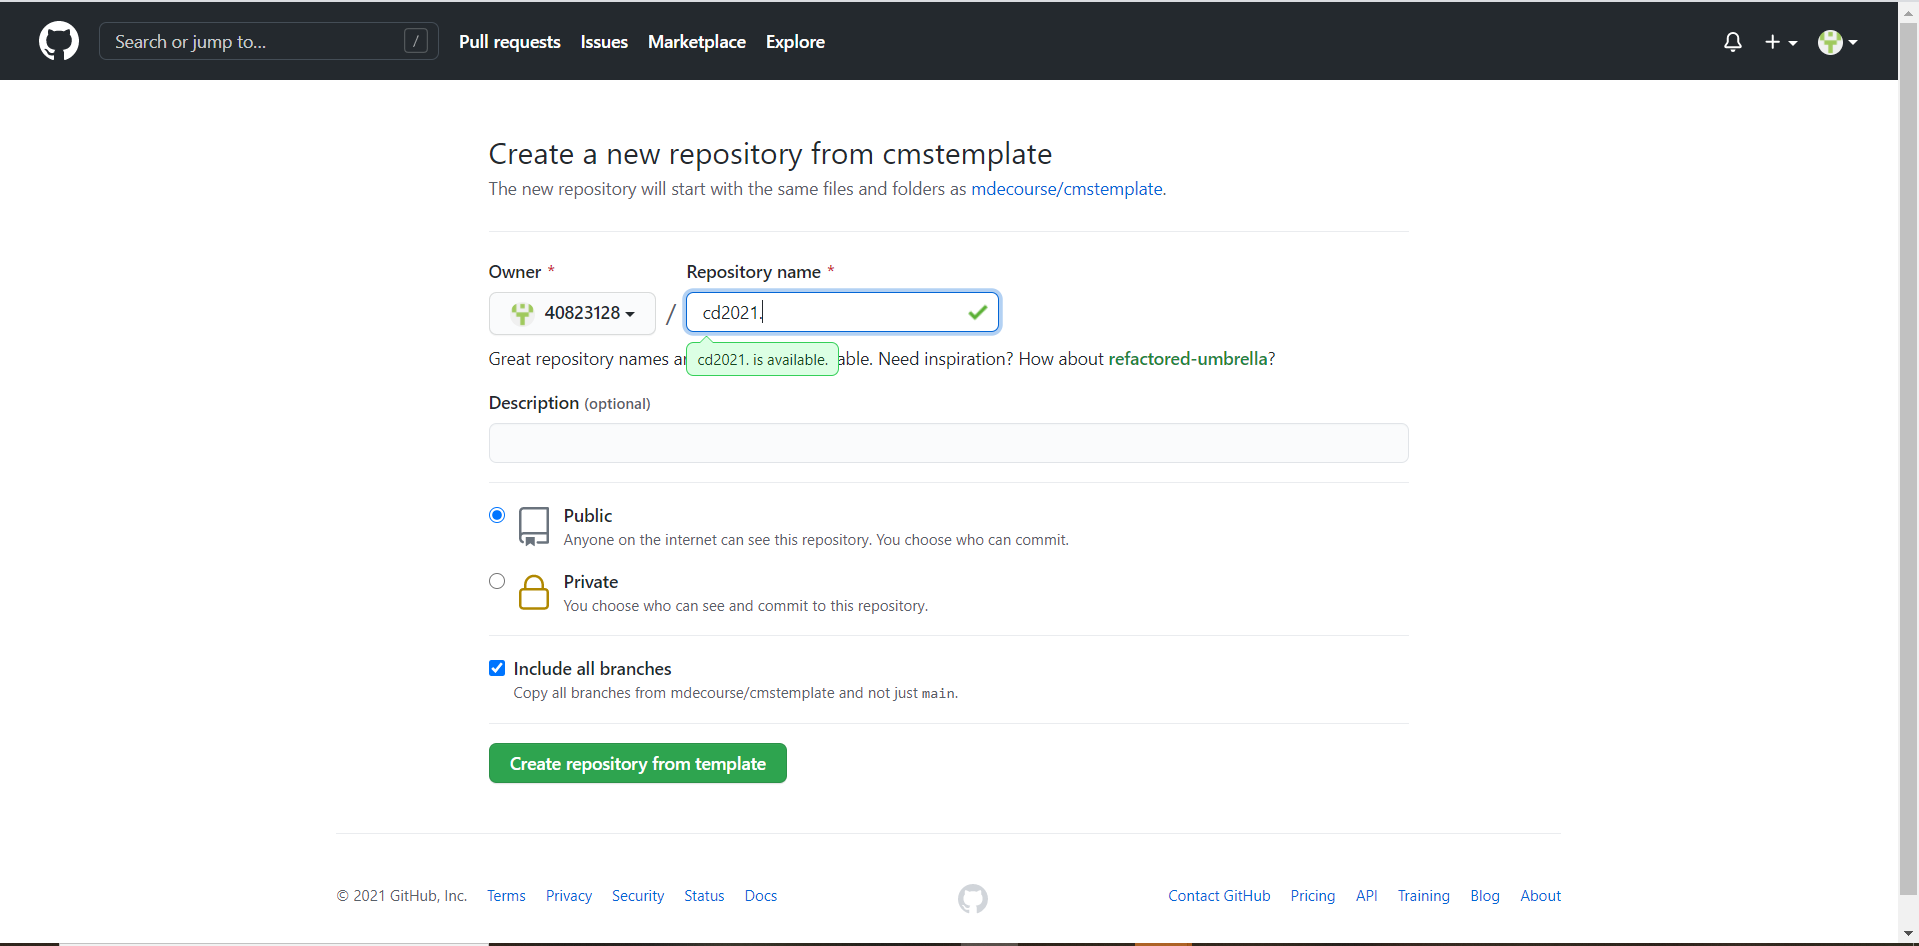 Search or jump to... /
Pull requests Issues Marketplace Explore
Create a new repository from cmstemplate
The new repository will start with the same files and folders as mdecourse/cmstemplate.
Owner * Repository name *
40823128 / cd2021.
Great repository names ar able. Need inspiration? How about refactored-umbrella?
cd2021. is available.
Description (optional)
Public
Anyone on the internet can see this repository. You choose who can commit.
Private
You choose who can see and commit to this repository.
Include all branches
Copy all branches from mdecourse/cmstemplate and not just main.
Create repository from template
© 2021 GitHub, Inc. Terms Privacy Security Status Docs Contact GitHub Pricing API Training Blog About